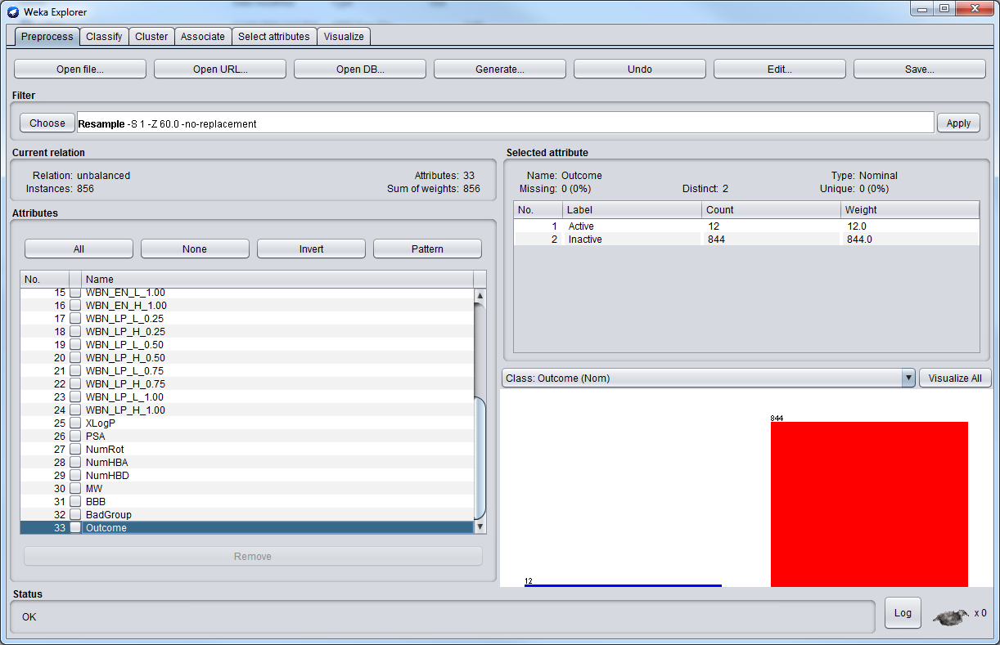 Weka Explorer
Preprocess Classify Cluster Associate Select attributes Visualize
Open file... Open URL... Open DB... Generate... Undo Edit... Save...
Filter
Choose Resample -S 1 -Z 60.0 -no-replacement Apply
Current relation
Relation: unbalanced Attributes: 33
Instances: 856 Sum of weights: 856
Attributes
All None Invert Pattern
No. Name
15 WBN_EN_L_1.00
16 WBN_EN_H_1.00
17 WBN_LP_L_0.25
18 WBN_LP_H_0.25
19 WBN_LP_L_0.50
20 WBN_LP_H_0.50
21 WBN_LP_L_0.75
22 WBN_LP_H_0.75
23 WBN_LP_L_1.00
24 WBN_LP_H_1.00
25 XLogP
26 PSA
27 NumRot
28 NumHBA
29 NumHBD
30 MW
31 BBB
32 BadGroup
33 Outcome
Remove
Selected attribute
Name: Outcome Type: Nominal
Missing: 0 (0%) Distinct: 2 Unique: 0 (0%)
No. Label Count Weight
1 Active 12 12.0
2 Inactive 844 844.0
Class: Outcome (Nom) Visualize All
844
12
Status
OK
Log x 0